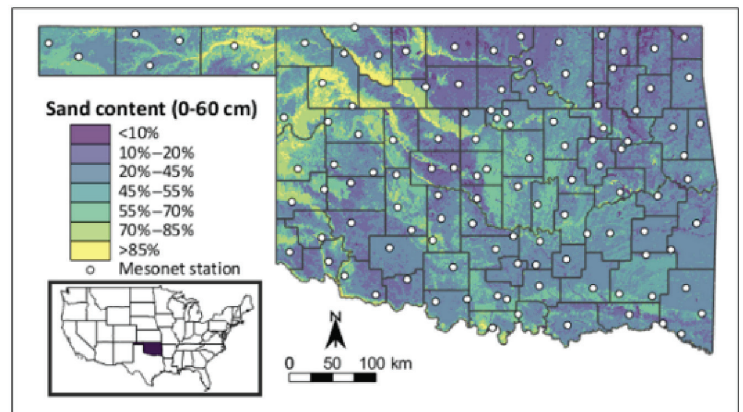 Sand content (0-60 cm)
<10%
10%–20%
20%–45%
45%–55%
55%–70%
70%–85%
>85%
Mesonet station
N
0 50 100 km